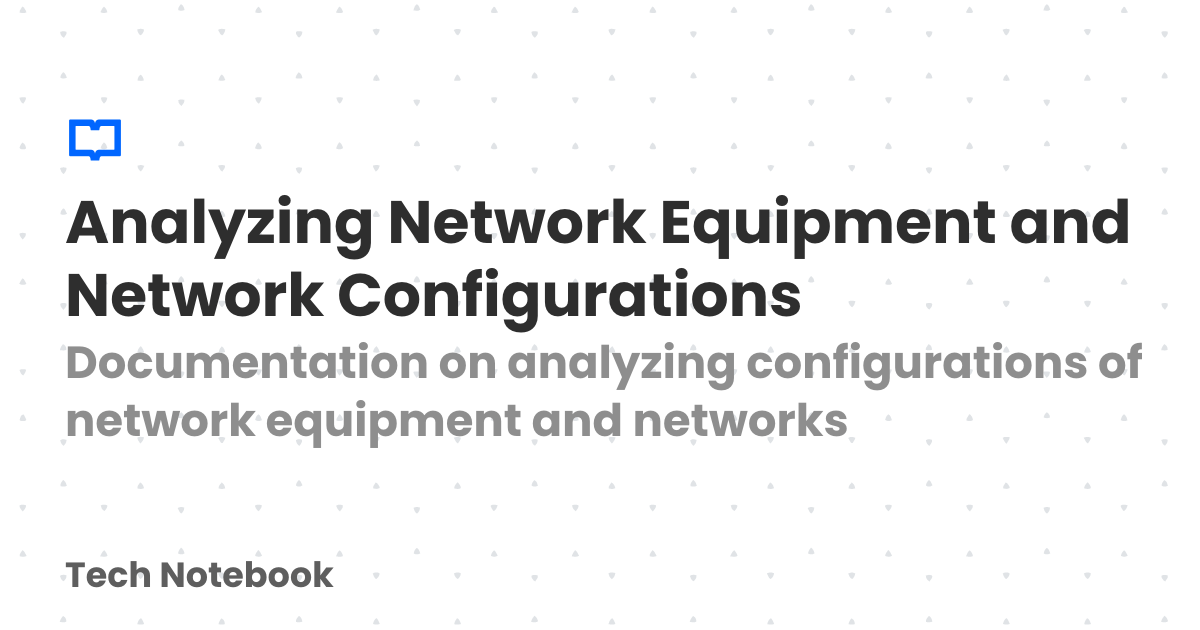 Analyzing Network Equipment and
Network Configurations
Documentation on analyzing configurations of
network equipment and networks
Tech Notebook